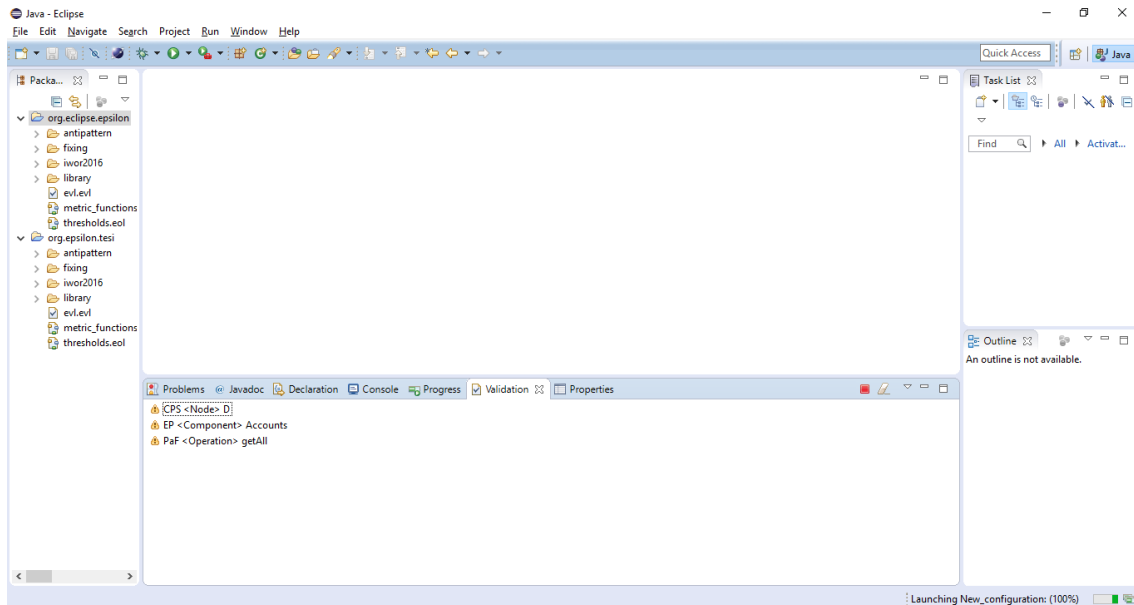 Java - Eclipse
File Edit Navigate Search Project Run Window Help
Quick Access
Java
Packa...
org.eclipse.epsilon
antipattern
fixing
iwor2016
library
evl.evl
metric_functions
thresholds.eol
org.epsilon.tesi
antipattern
fixing
iwor2016
library
evl.evl
metric_functions
thresholds.eol
Task List
Find
All
Activat...
Outline
An outline is not available.
Problems @ Javadoc Declaration Console Progress Validation Properties
CPS <Node> D
EP <Component> Accounts
PaF <Operation> getAll
Launching New_configuration: (100%)